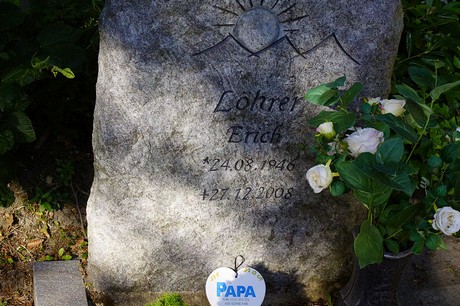 Löhrer
Erich
*24.08.1946
+27.12.2008
PAPA